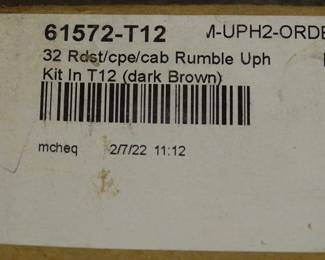 61572-T12 M-UPH2-ORDE
32 Rdst/cpe/cab Rumble Uph
Kit In T12 (dark Brown)
mcheq 2/7/22 11:12